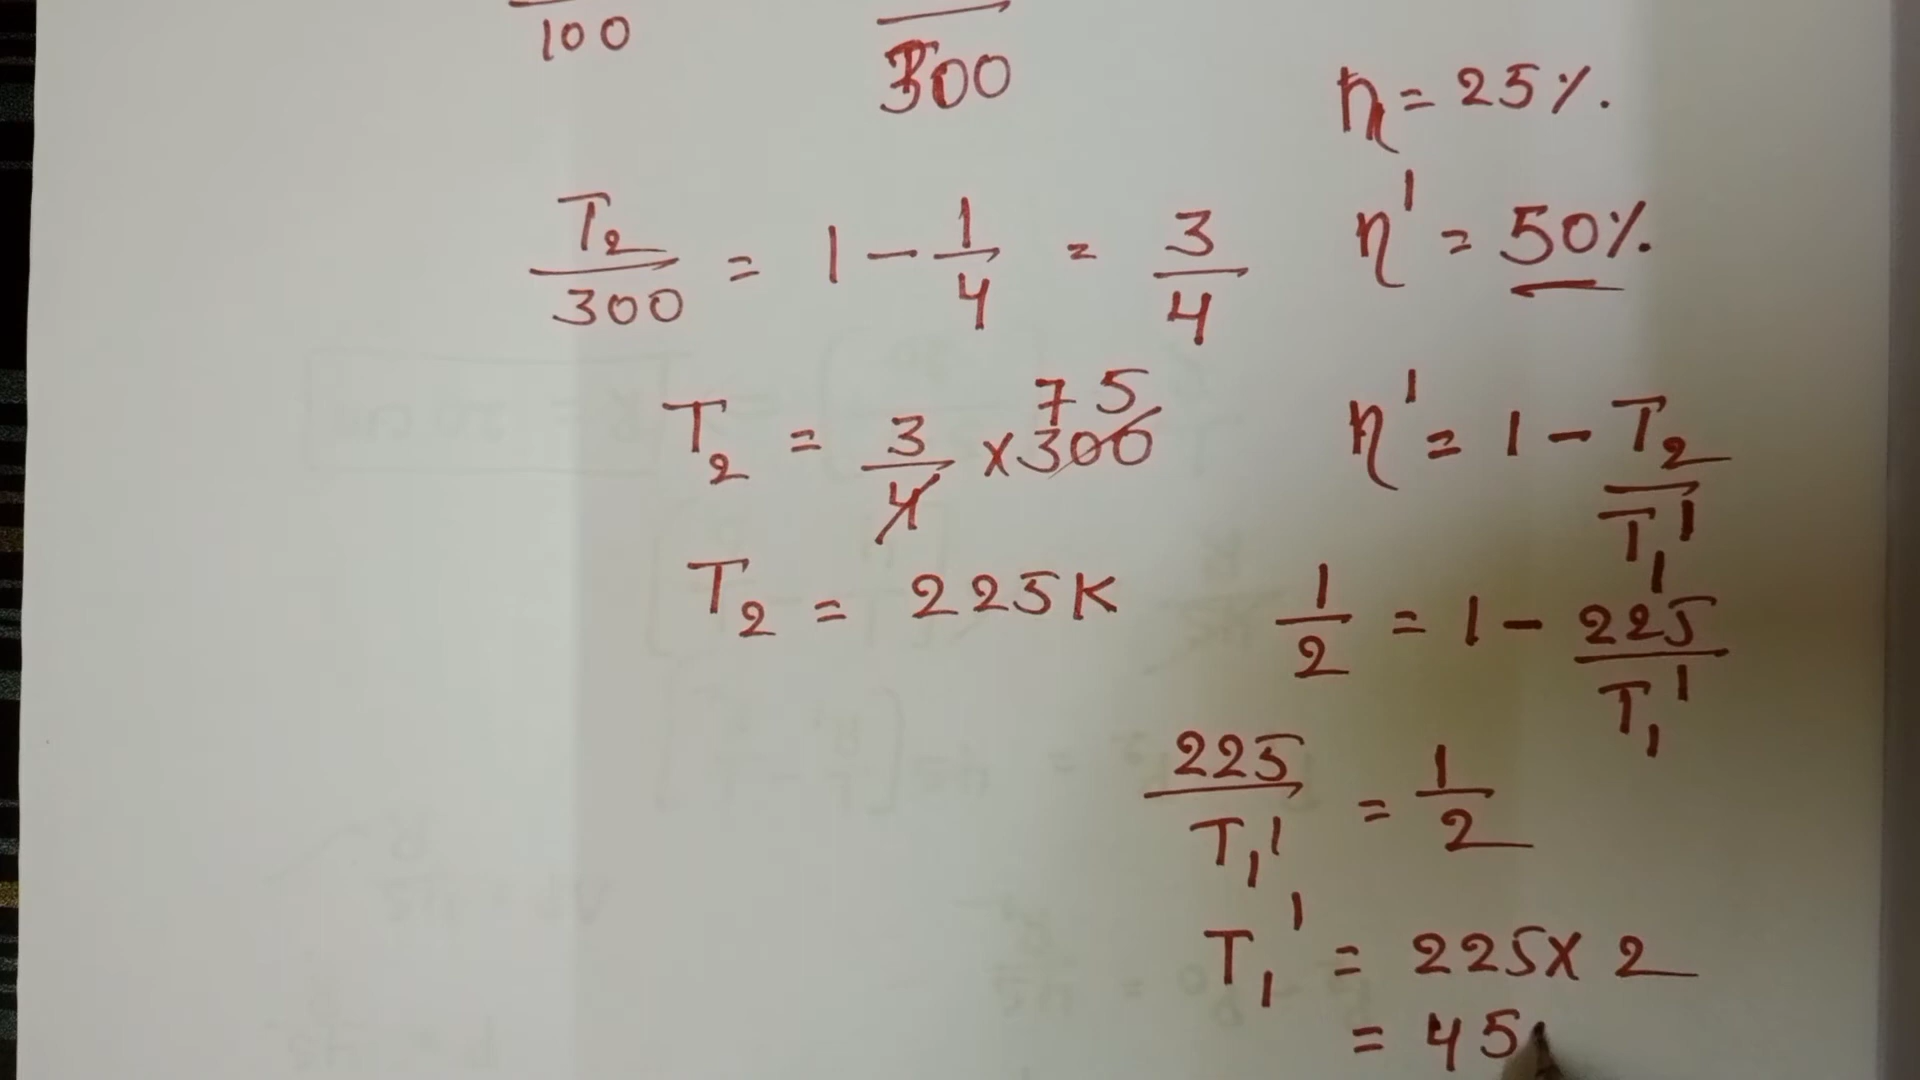 100    300
T₂/300 = 1 - 1/4 = 3/4
T₂ = 3/4 × 300 75
T₂ = 225K
η = 25%.
η' = 50%.
η' = 1 - T₂/T₁'
1/2 = 1 - 225/T₁'
225/T₁' = 1/2
T₁' = 225 × 2
= 45